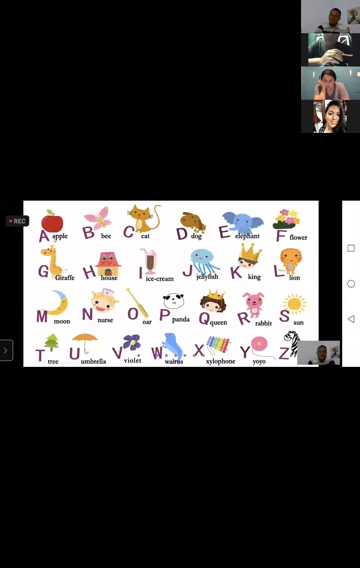 REC
A apple B bee C cat D dog E elephant F flower
G Giraffe H house I ice-cream J jellyfish K king L lion
M moon N nurse O oar P panda Q queen R rabbit S sun
T tree U umbrella V violet W walrus X xylophone Y yoyo Z